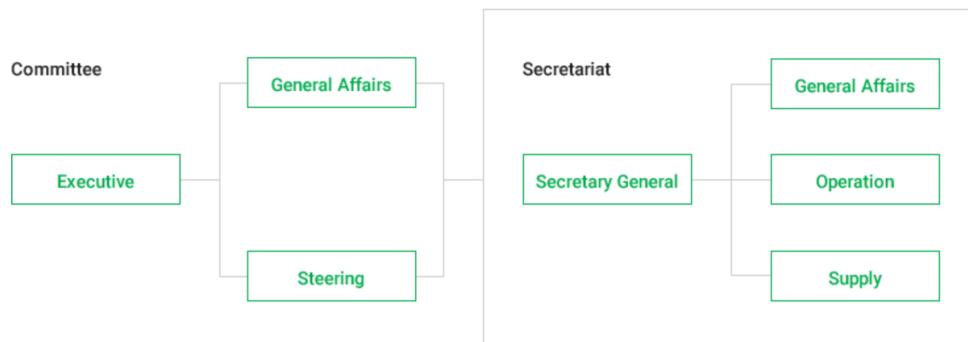 Committee
General Affairs
Executive
Steering
Secretariat
General Affairs
Secretary General
Operation
Supply